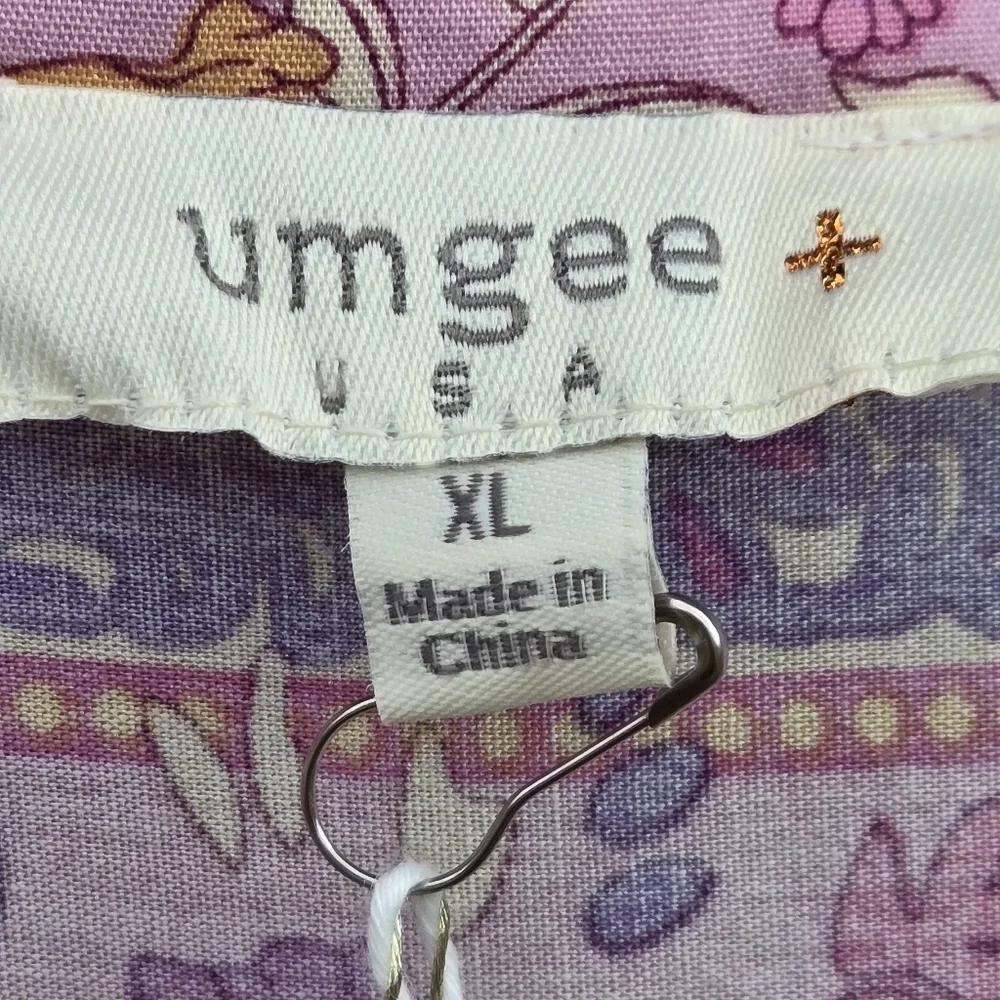 umgee +
USA
XL
Made in
China